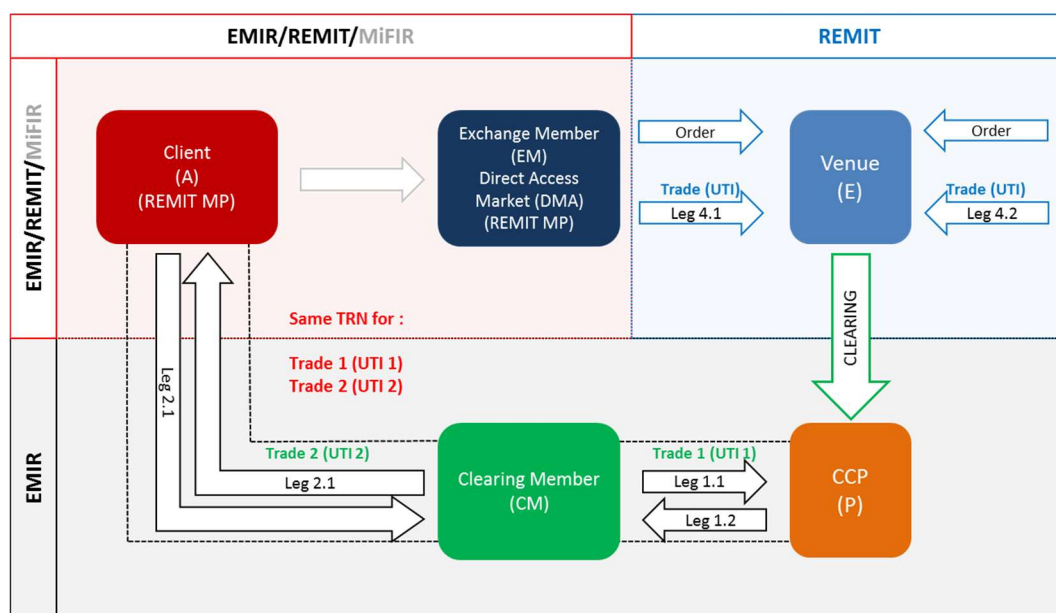 EMIR/REMIT/MiFIR
REMIT
EMIR/REMIT/MiFIR
Client
(A)
(REMIT MP)
Exchange Member
(EM)
Direct Access
Market (DMA)
(REMIT MP)
Order
Trade (UTI)
Leg 4.1
Venue
(E)
Order
Trade (UTI)
Leg 4.2
CLEARING
Same TRN for :
Trade 1 (UTI 1)
Trade 2 (UTI 2)
Leg 2.1
EMIR
Trade 2 (UTI 2)
Leg 2.1
Clearing Member
(CM)
Trade 1 (UTI 1)
Leg 1.1
Leg 1.2
CCP
(P)